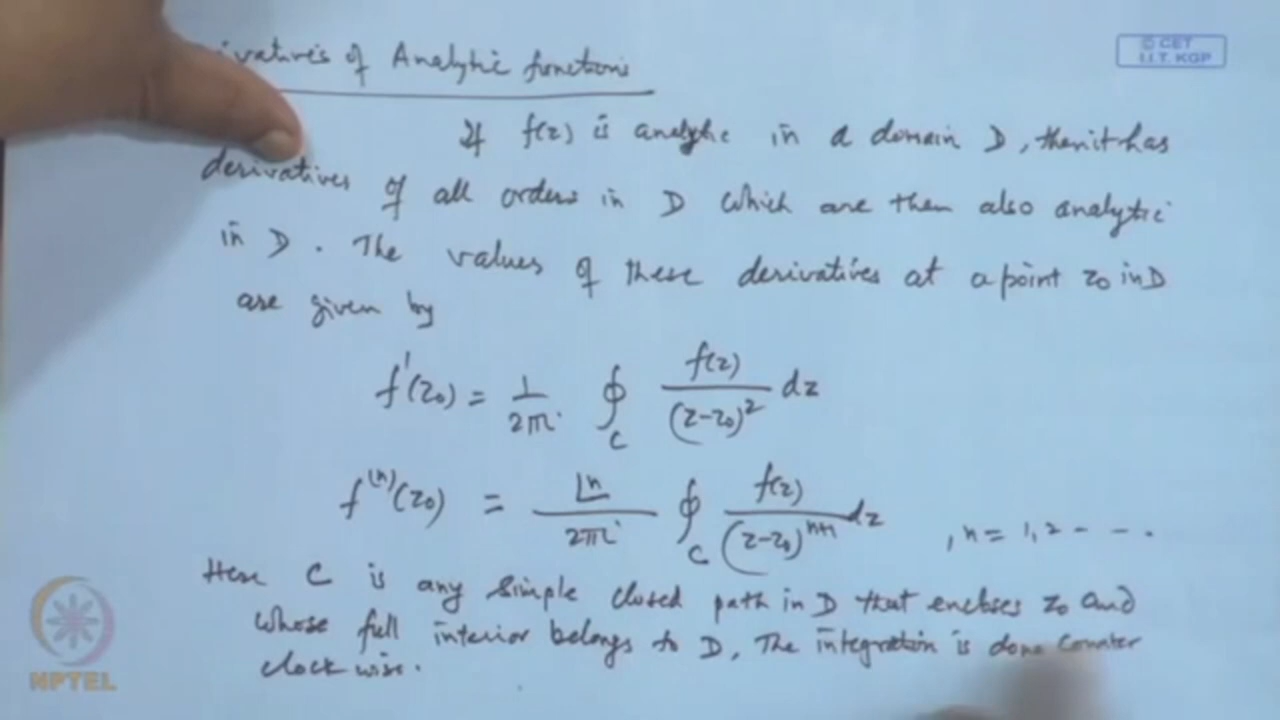 ivatives of Analytic functions
© CET
I.I.T. KGP
If f(z) is analytic in a domain D, then it has
derivatives of all orders in D which are then also analytic
in D. The values of these derivatives at a point z₀ in D
are given by
f'(z₀) = 1/2πi ∮_C f(z)/(z-z₀)² dz
f⁽ⁿ⁾(z₀) = ∟n/2πi ∮_C f(z)/(z-z₀)ⁿ⁺¹ dz , n = 1, 2 - - - .
Here C is any simple closed path in D that encloses z₀ and
whose full interior belongs to D. The integration is done counter
clockwise.
NPTEL